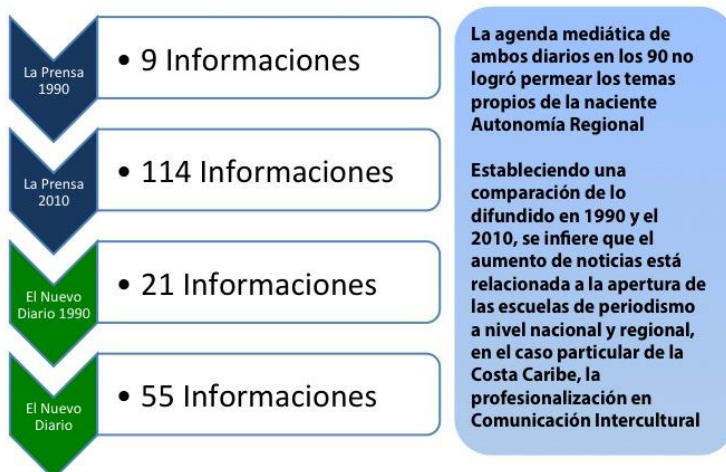 La Prensa
1990
• 9 Informaciones
La Prensa
2010
• 114 Informaciones
El Nuevo
Diario 1990
• 21 Informaciones
El Nuevo
Diario
• 55 Informaciones
La agenda mediática de
ambos diarios en los 90 no
logró permear los temas
propios de la naciente
Autonomía Regional
Estableciendo una
comparación de lo
difundido en 1990 y el
2010, se infiere que el
aumento de noticias está
relacionada a la apertura de
las escuelas de periodismo
a nivel nacional y regional,
en el caso particular de la
Costa Caribe, la
profesionalización en
Comunicación Intercultural